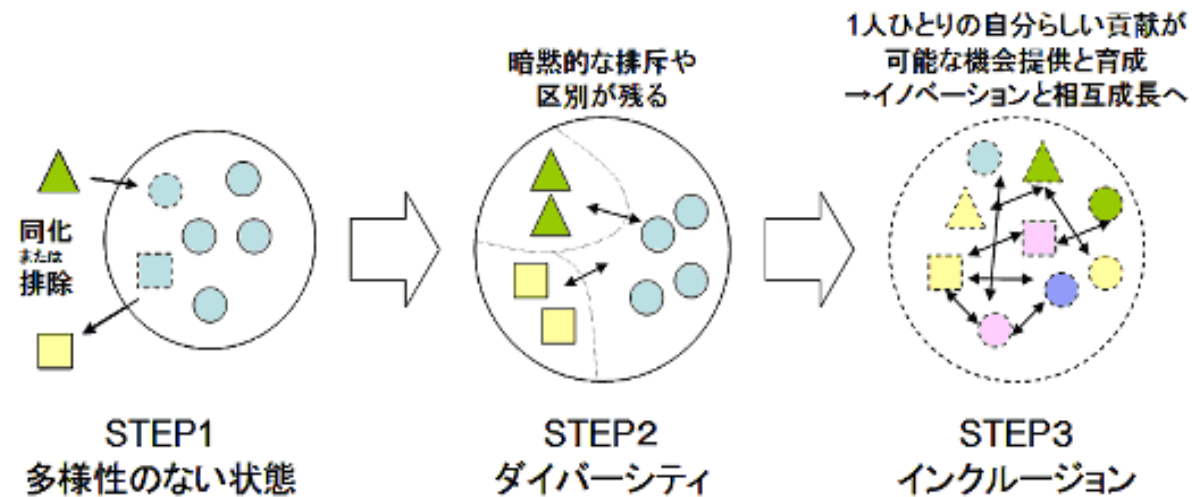 同化
または
排除
STEP1
多様性のない状態
暗黙的な排斥や
区別が残る
STEP2
ダイバーシティ
1人ひとりの自分らしい貢献が
可能な機会提供と育成
→イノベーションと相互成長へ
STEP3
インクルージョン